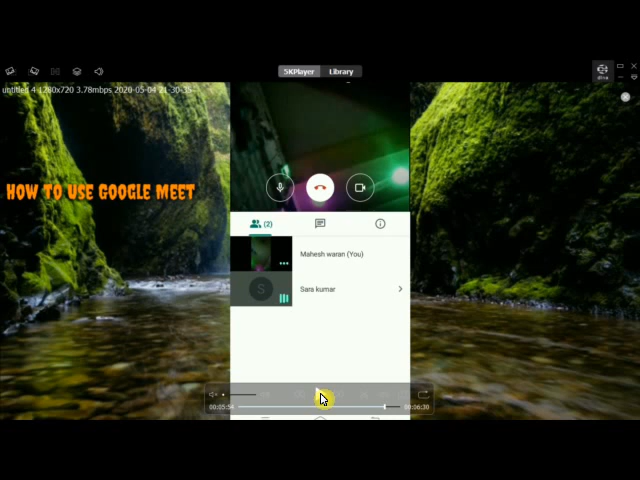 5KPlayer Library
untitled 4 1280x720 3.78mbps 2020-05-04 21-30-35
HOW TO USE GOOGLE MEET
(2)
Mahesh waran (You)
S
Sara kumar
00:05:54
00:06:30